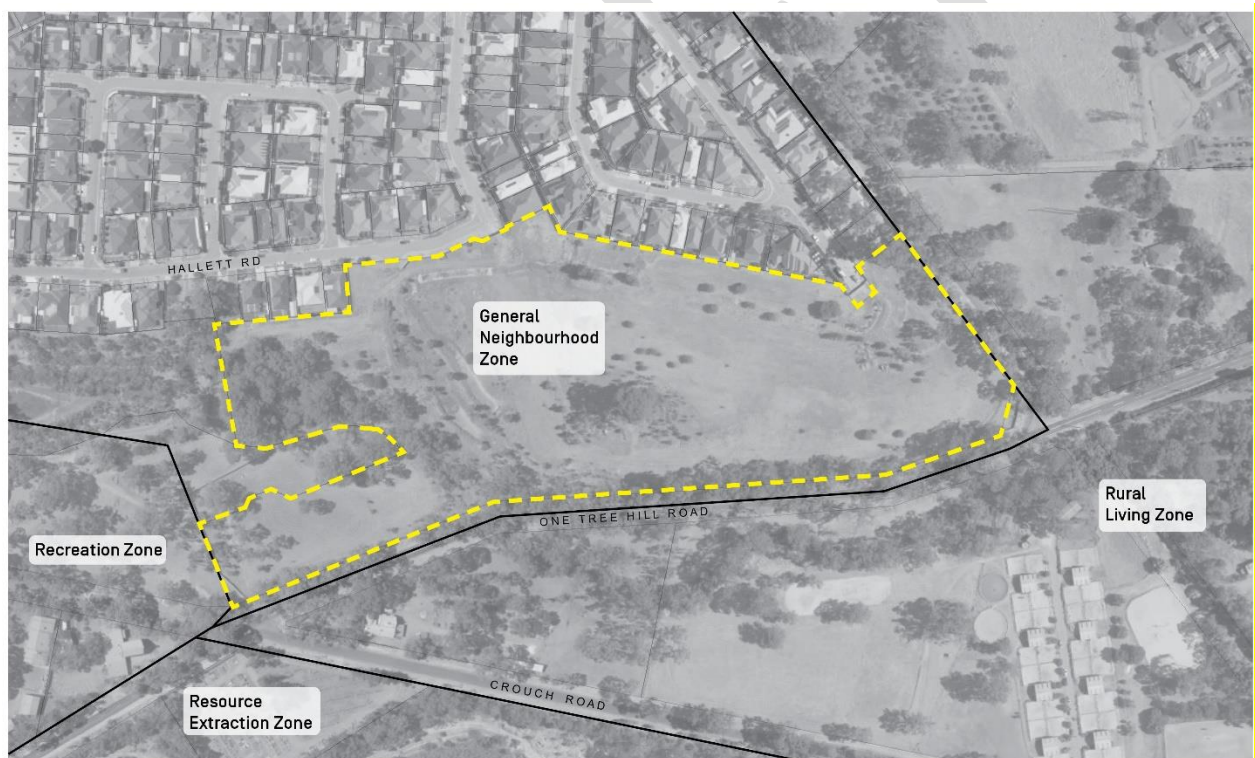 HALLETT RD
General
Neighbourhood
Zone
Rural
Living Zone
ONE TREE HILL ROAD
Recreation Zone
CROUCH ROAD
Resource
Extraction Zone